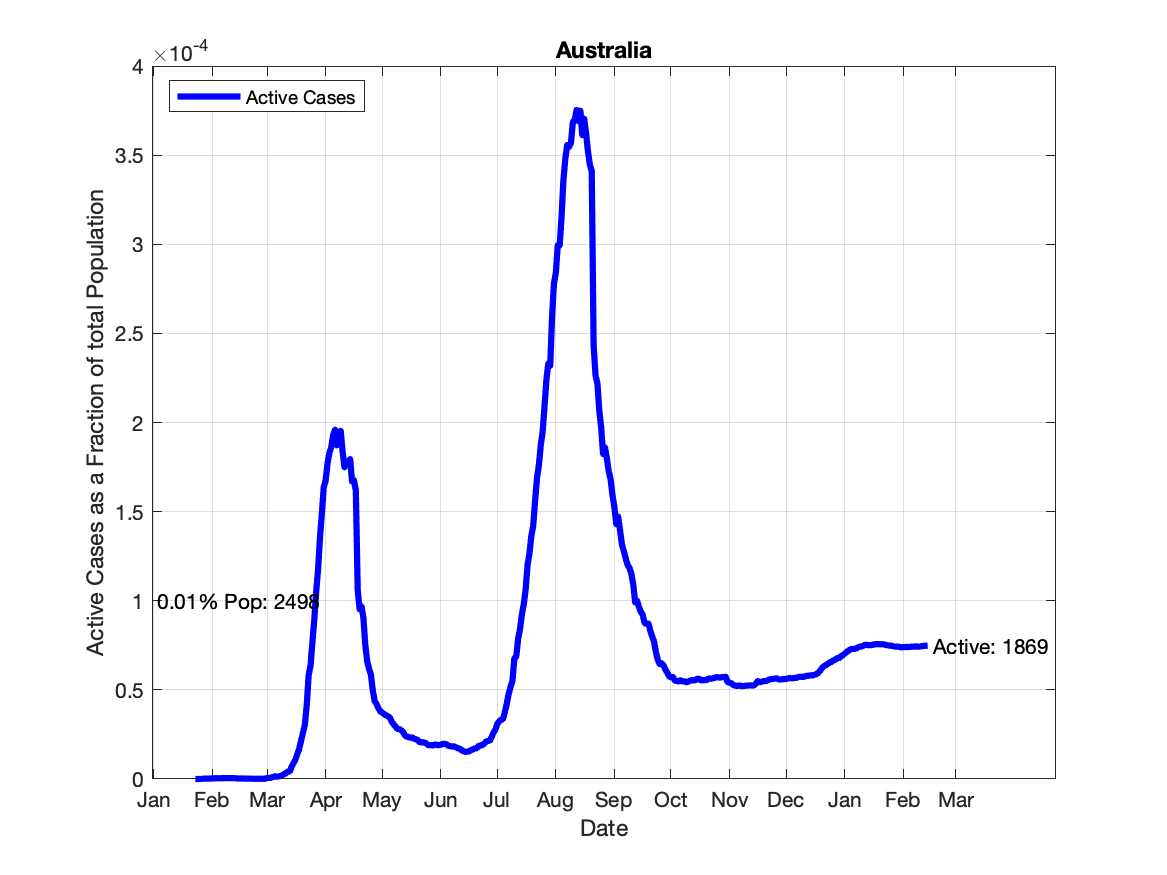 Australia
×10-4
4
3.5
3
2.5
2
1.5
1
0.5
0
Active Cases
Active Cases as a Fraction of total Population
0.01% Pop: 2498
Active: 1869
Jan Feb Mar Apr May Jun Jul Aug Sep Oct Nov Dec Jan Feb Mar
Date